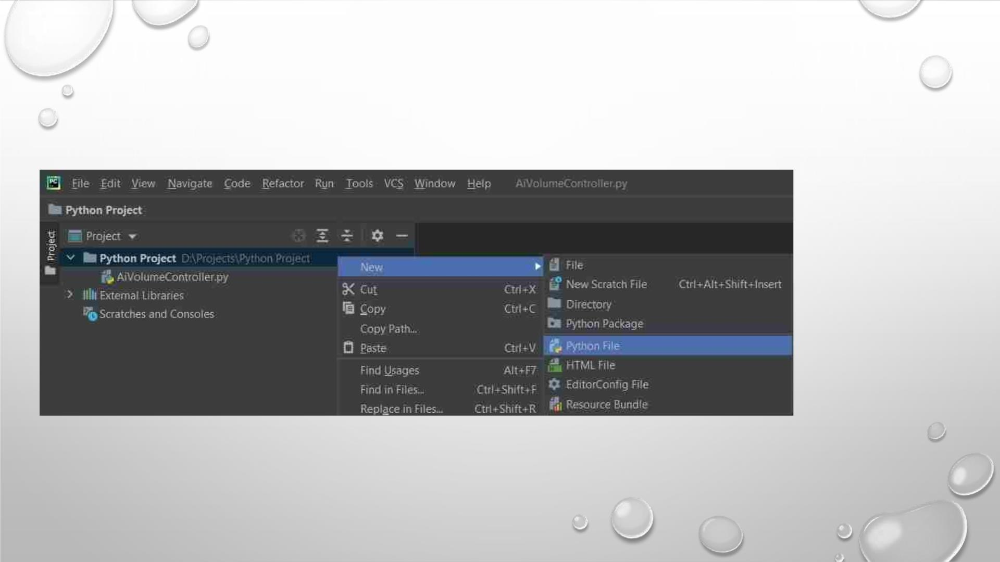 PC File Edit View Navigate Code Refactor Run Tools VCS Window Help AiVolumeController.py
Python Project
Project
Project
Python Project D:\Projects\Python Project
AiVolumeController.py
External Libraries
Scratches and Consoles
New
Cut Ctrl+X
Copy Ctrl+C
Copy Path...
Paste Ctrl+V
Find Usages Alt+F7
Find in Files... Ctrl+Shift+F
Replace in Files... Ctrl+Shift+R
File
New Scratch File Ctrl+Alt+Shift+Insert
Directory
Python Package
Python File
HTML File
EditorConfig File
Resource Bundle